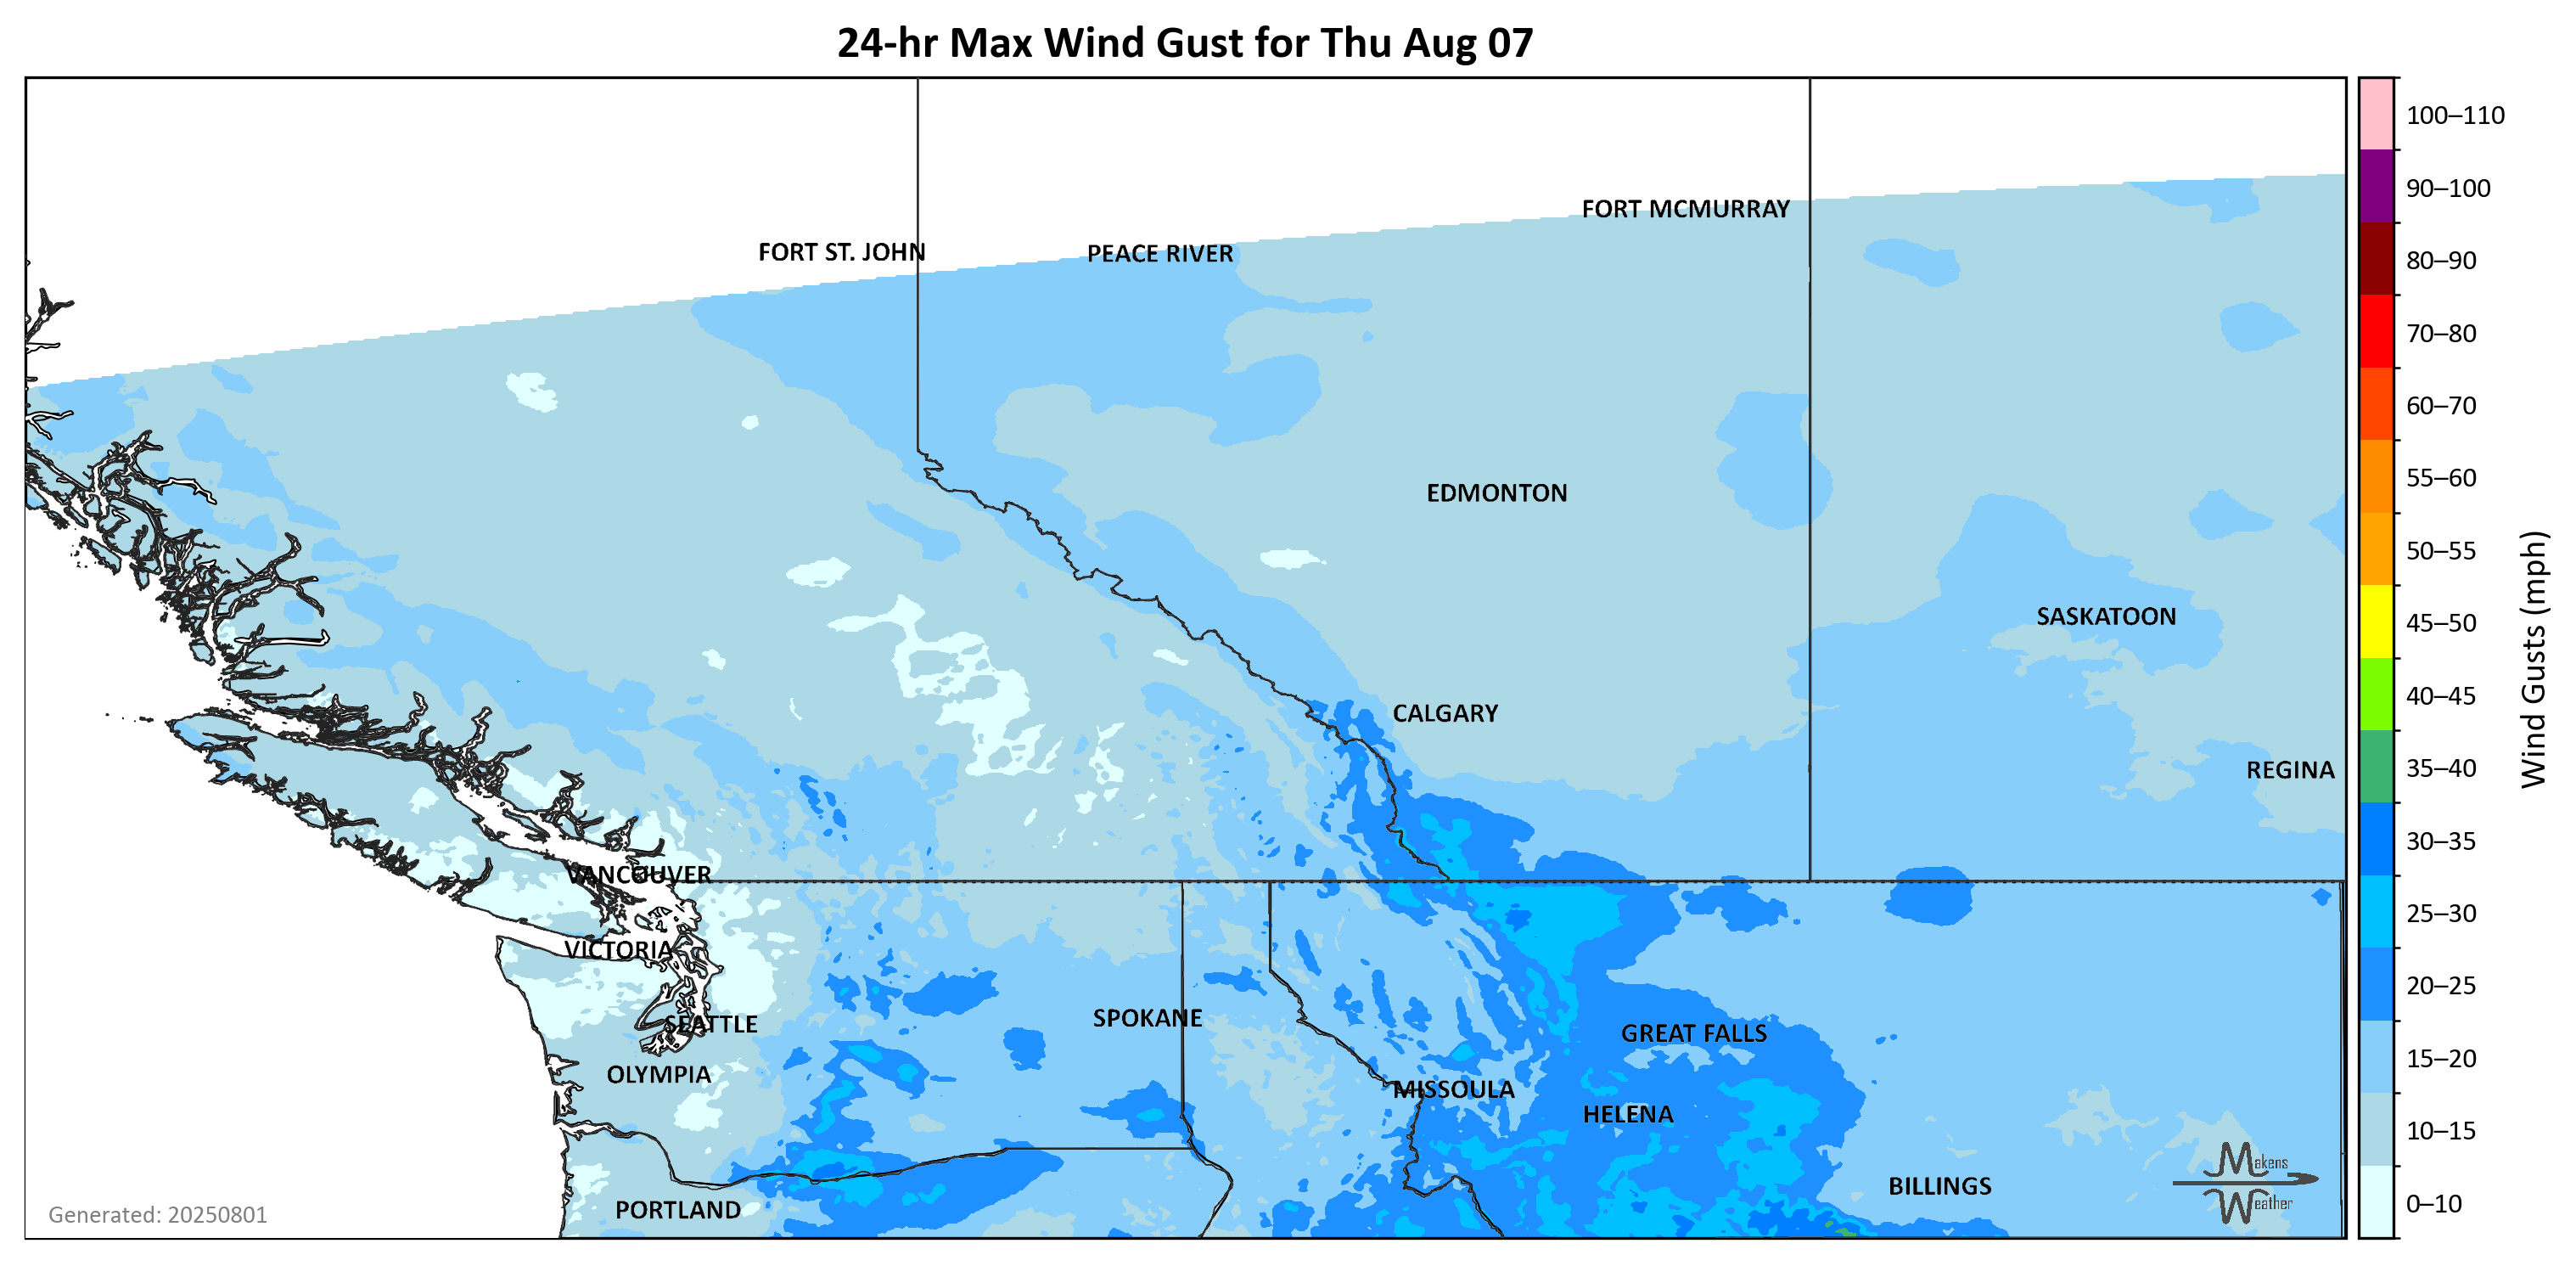 24-hr Max Wind Gust for Thu Aug 07
100–110
90–100
80–90
70–80
60–70
55–60
50–55
45–50
40–45
35–40
30–35
25–30
20–25
15–20
10–15
0–10
Wind Gusts (mph)
FORT MCMURRAY
FORT ST. JOHN
PEACE RIVER
EDMONTON
SASKATOON
CALGARY
REGINA
VANCOUVER
VICTORIA
SPOKANE
SEATTLE
GREAT FALLS
OLYMPIA
MISSOULA
HELENA
BILLINGS
PORTLAND
Makens
Weather
Generated: 20250801